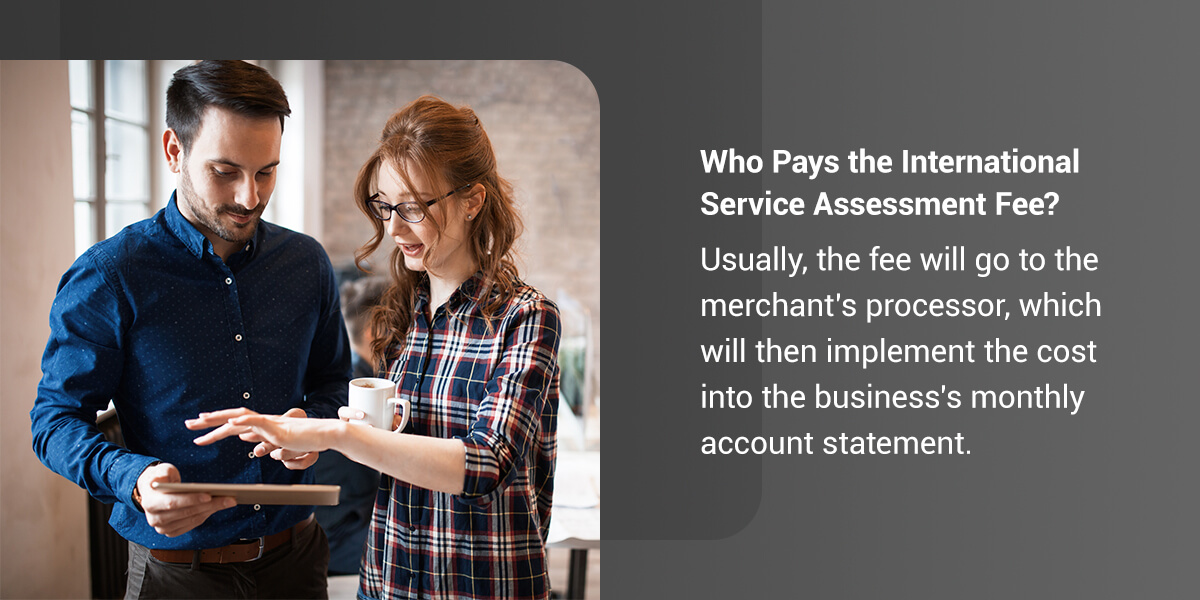 Who Pays the International
Service Assessment Fee?
Usually, the fee will go to the
merchant's processor, which
will then implement the cost
into the business's monthly
account statement.